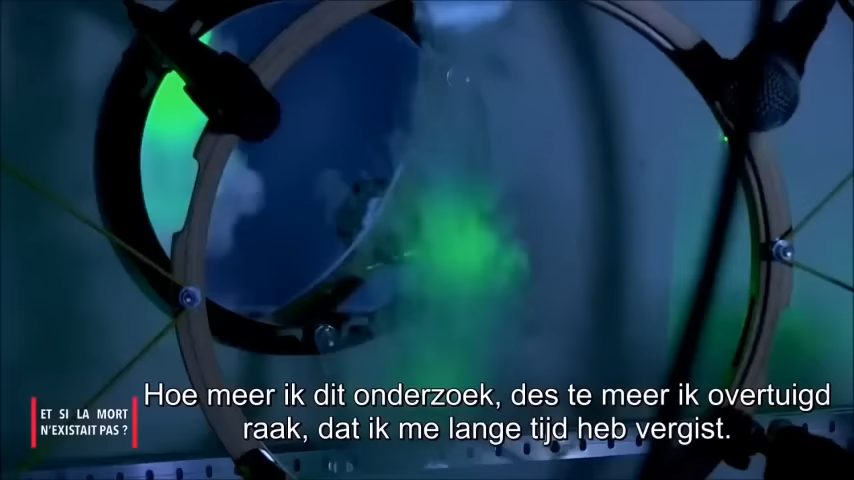 ET SI LA MORT
N'EXISTAIT PAS ?
Hoe meer ik dit onderzoek, des te meer ik overtuigd
raak, dat ik me lange tijd heb vergist.